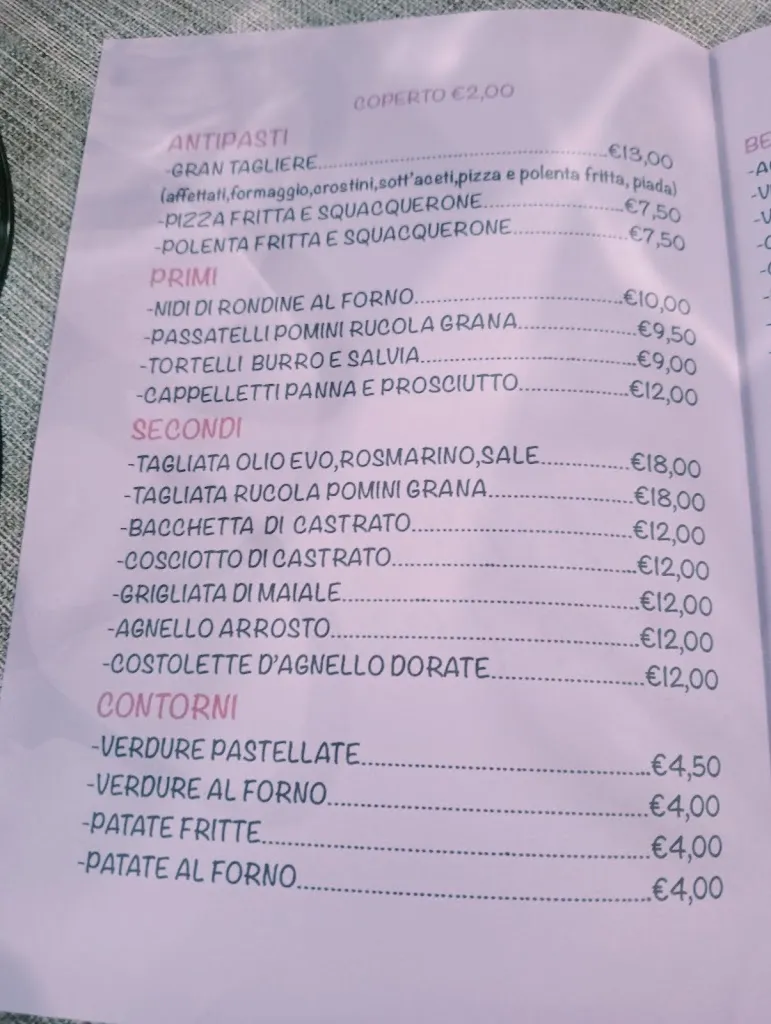 COPERTO €2,00
ANTIPASTI
-GRAN TAGLIERE.....€13,00
(affettati,formaggio,crostini,sott'aceti,pizza e polenta fritta, piada)
-PIZZA FRITTA E SQUACQUERONE.....€7,50
-POLENTA FRITTA E SQUACQUERONE.....€7,50
PRIMI
-NIDI DI RONDINE AL FORNO.....€10,00
-PASSATELLI POMINI RUCOLA GRANA.....€9,50
-TORTELLI BURRO E SALVIA.....€9,00
-CAPPELLETTI PANNA E PROSCIUTTO.....€12,00
SECONDI
-TAGLIATA OLIO EVO,ROSMARINO,SALE.....€18,00
-TAGLIATA RUCOLA POMINI GRANA.....€18,00
-BACCHETTA DI CASTRATO.....€12,00
-COSCIOTTO DI CASTRATO.....€12,00
-GRIGLIATA DI MAIALE.....€12,00
-AGNELLO ARROSTO.....€12,00
-COSTOLETTE D'AGNELLO DORATE.....€12,00
CONTORNI
-VERDURE PASTELLATE.....€4,50
-VERDURE AL FORNO.....€4,00
-PATATE FRITTE.....€4,00
-PATATE AL FORNO.....€4,00